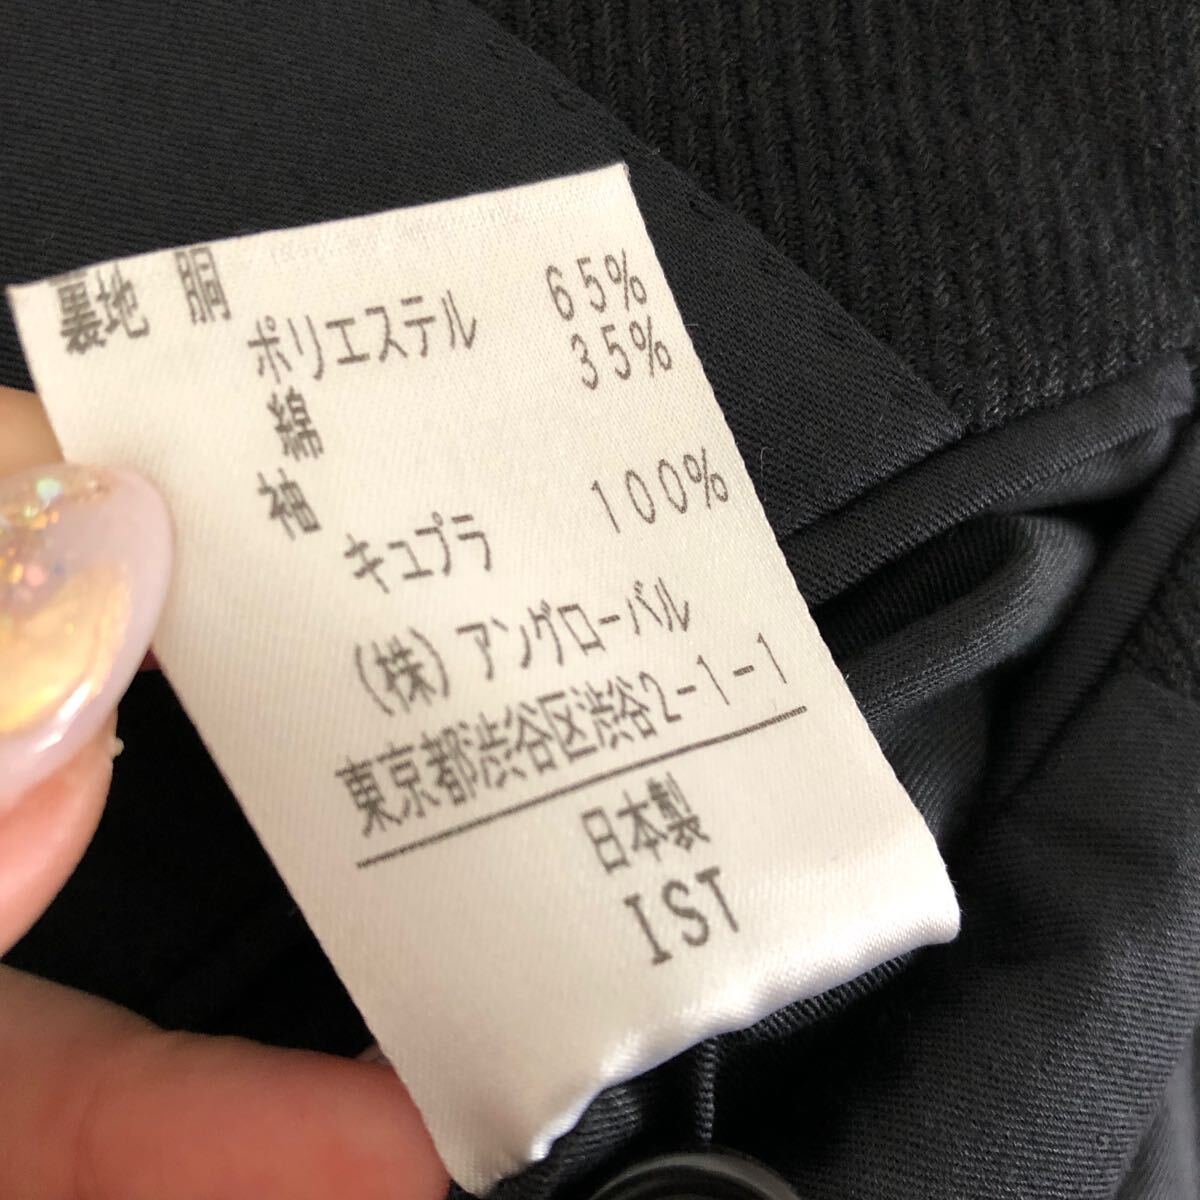 裏地 胴
ポリエステル 65%
綿 35%
袖
キュプラ 100%
(株)アングローバル
東京都渋谷区渋谷2-1-1
日本製
IST